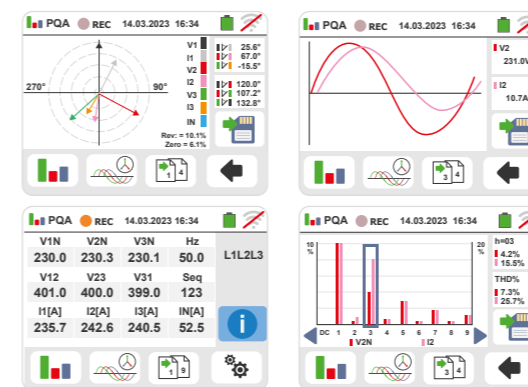 PQA REC 14.03.2023 16:34
V1
I1
V2
I2
V3
I3
IN
25.6°
67.0°
-15.5°
120.0°
107.2°
132.8°
270° 90°
Rev: = 10.1%
Zero = 6.1%
1 4
PQA REC 14.03.2023 16:34
V2
231.0V
I2
10.7A
3 4
PQA REC 14.03.2023 16:34
V1N V2N V3N Hz
230.0 230.3 230.1 50.0 L1L2L3
V12 V23 V31 Seq
401.0 400.0 399.0 123
I1[A] I2[A] I3[A] IN[A]
235.7 242.6 240.5 52.5
i
1 9
PQA REC 14.03.2023 16:34
10 20 h=03
% % 4.2%
15.5%
THD%
7.3%
25.7%
DC 1 2 3 4 5 6 7 8 9
V2N I2
3 4